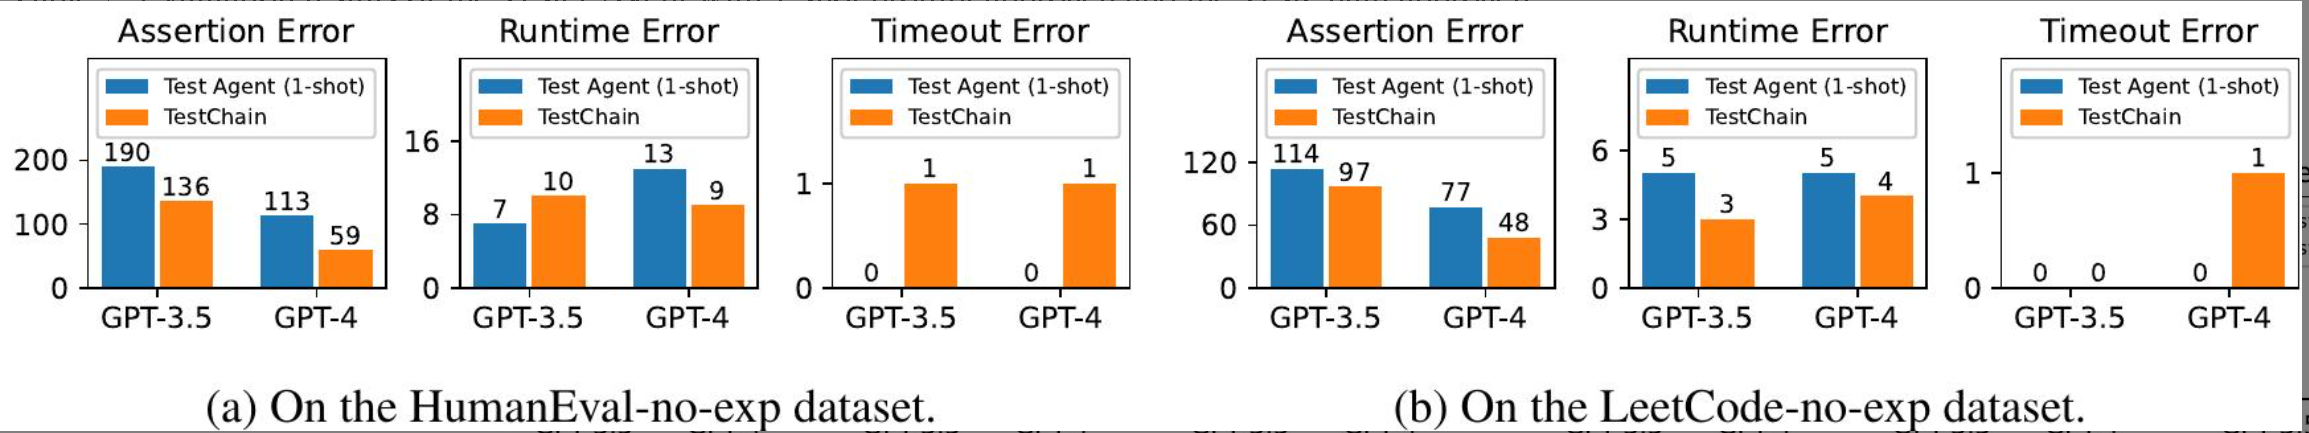 Assertion Error
Test Agent (1-shot)
TestChain
200
100
0
190
136
113
59
GPT-3.5
GPT-4
Runtime Error
Test Agent (1-shot)
TestChain
16
8
0
7
10
13
9
GPT-3.5
GPT-4
Timeout Error
Test Agent (1-shot)
TestChain
1
0
0
1
0
1
GPT-3.5
GPT-4
(a) On the HumanEval-no-exp dataset.
Assertion Error
Test Agent (1-shot)
TestChain
120
60
0
114
97
77
48
GPT-3.5
GPT-4
Runtime Error
Test Agent (1-shot)
TestChain
6
3
0
5
3
5
4
GPT-3.5
GPT-4
Timeout Error
Test Agent (1-shot)
TestChain
1
0
0
0
0
1
GPT-3.5
GPT-4
(b) On the LeetCode-no-exp dataset.